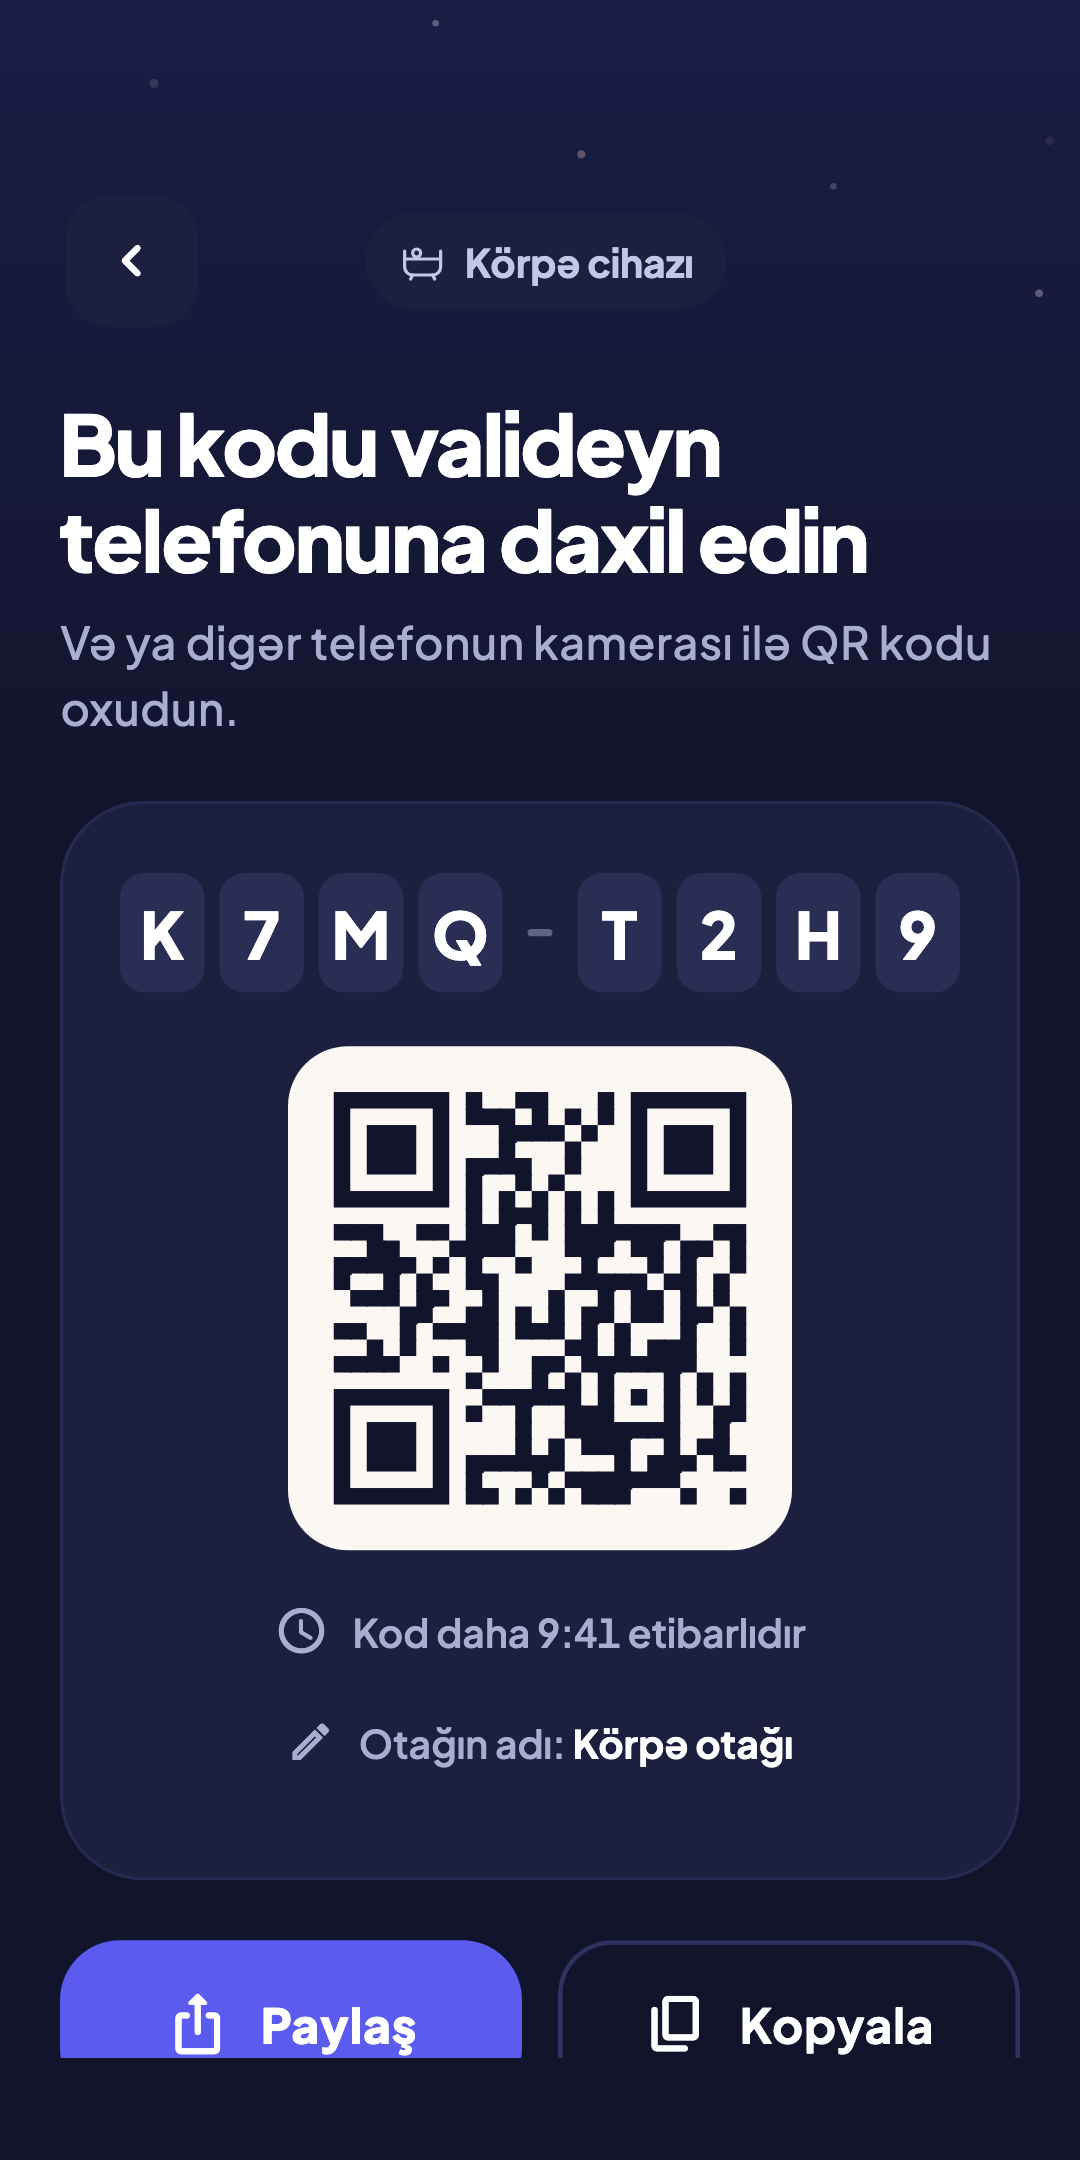 Körpə cihazı
Bu kodu valideyn
telefonuna daxil edin
Və ya digər telefonun kamerası ilə QR kodu
oxudun.
K7MQ-T2H9
Kod daha 9:41 etibarlıdır
Otağın adı: Körpə otağı
Paylaş
Kopyala